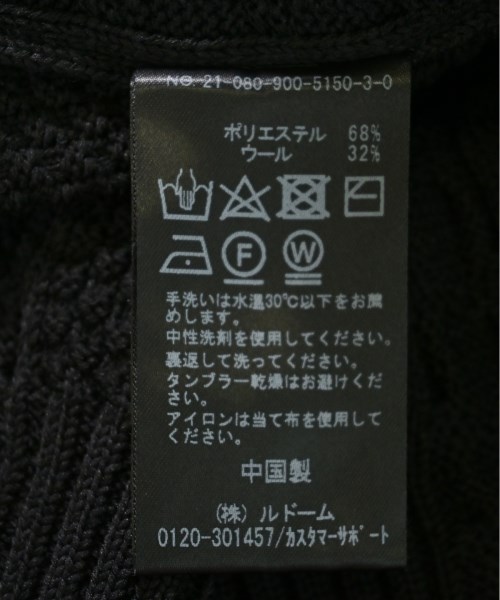 NO. 21-080-900-5150-3-0
ポリエステル 68%
ウール 32%
F W
手洗いは水温30℃以下をお薦
めします。
中性洗剤を使用してください。
裏返して洗ってください。
タンブラー乾燥はお避けくだ
さい。
アイロンは当て布を使用して
ください。
中国製
(株) ルドーム
0120-301457/カスタマーサポート